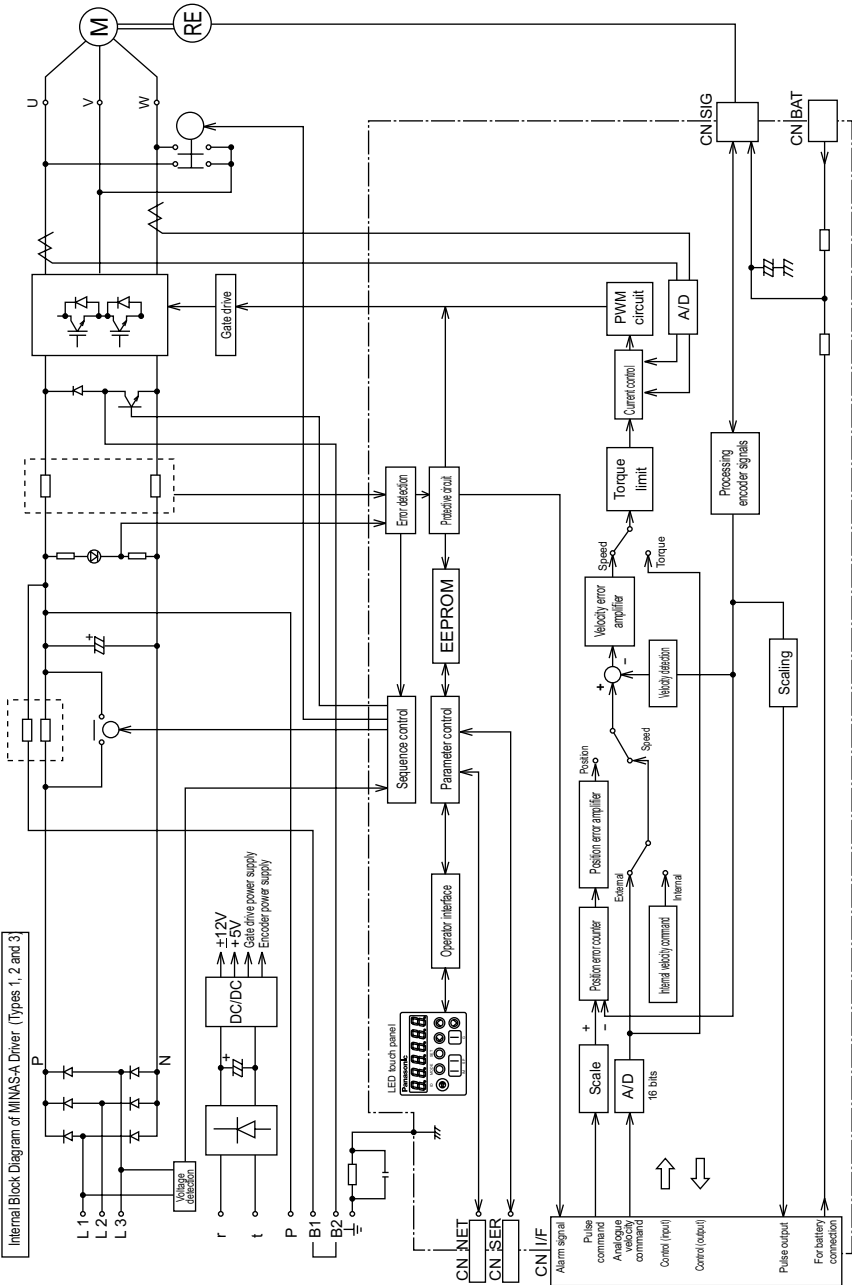 Internal Block Diagram of MINAS-A Driver (Types 1, 2 and 3)
L1
L2
L3
Voltage
detection
P
N
r
t
DC/DC
+
±12V
+5V
Gate drive power supply
Encoder power supply
P
B1
B2
+
Gate drive
U
V
W
M
RE
Error detection
Protective circuit
EEPROM
Sequence control
Parameter control
Operator interface
LED touch panel
Panasonic
CN NET
CN SER
CN I/F
CN SIG
CN BAT
Alarm signal
Pulse
command
Analogue
velocity
command
Control (input)
Control (output)
Pulse output
For battery
connection
Scale
A/D
16 bits
+
−
Position error counter
Position error amplifier
Position
Speed
External
Internal
Internal velocity command
+
−
Velocity error
amplifier
Velocity detection
Speed
Torque
Torque
limit
Current control
PWM
circuit
A/D
Processing
encoder signals
Scaling